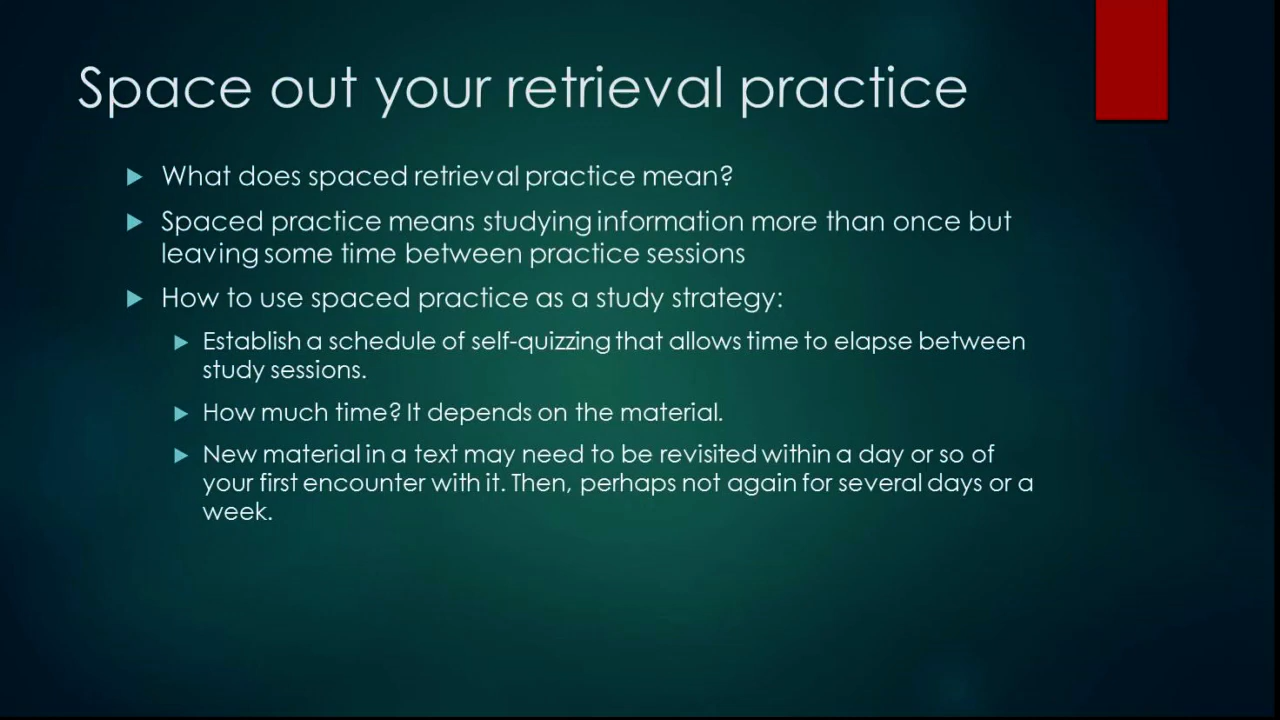 Space out your retrieval practice
What does spaced retrieval practice mean?
Spaced practice means studying information more than once but
leaving some time between practice sessions
How to use spaced practice as a study strategy:
Establish a schedule of self-quizzing that allows time to elapse between
study sessions.
How much time? It depends on the material.
New material in a text may need to be revisited within a day or so of
your first encounter with it. Then, perhaps not again for several days or a
week.